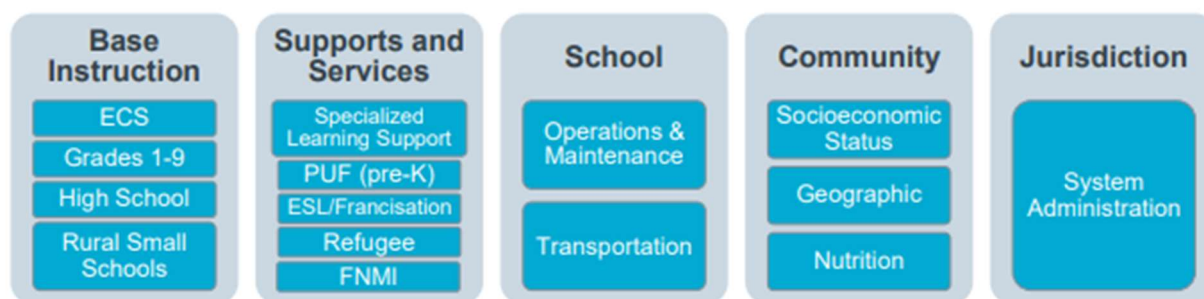 Base
Instruction
ECS
Grades 1-9
High School
Rural Small
Schools
Supports and
Services
Specialized
Learning Support
PUF (pre-K)
ESL/Francisation
Refugee
FNMI
School
Operations &
Maintenance
Transportation
Community
Socioeconomic
Status
Geographic
Nutrition
Jurisdiction
System
Administration